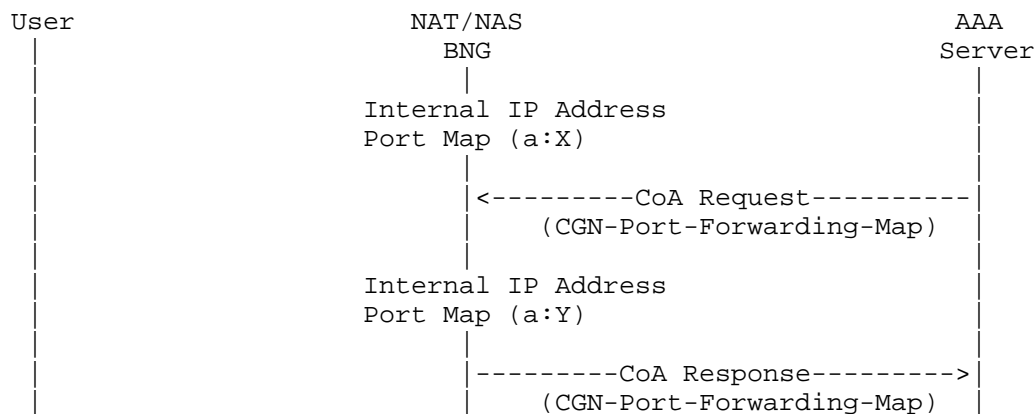 User NAT/NAS AAA
BNG Server
Internal IP Address
Port Map (a:X)
<---------CoA Request----------
(CGN-Port-Forwarding-Map)
Internal IP Address
Port Map (a:Y)
---------CoA Response--------->
(CGN-Port-Forwarding-Map)